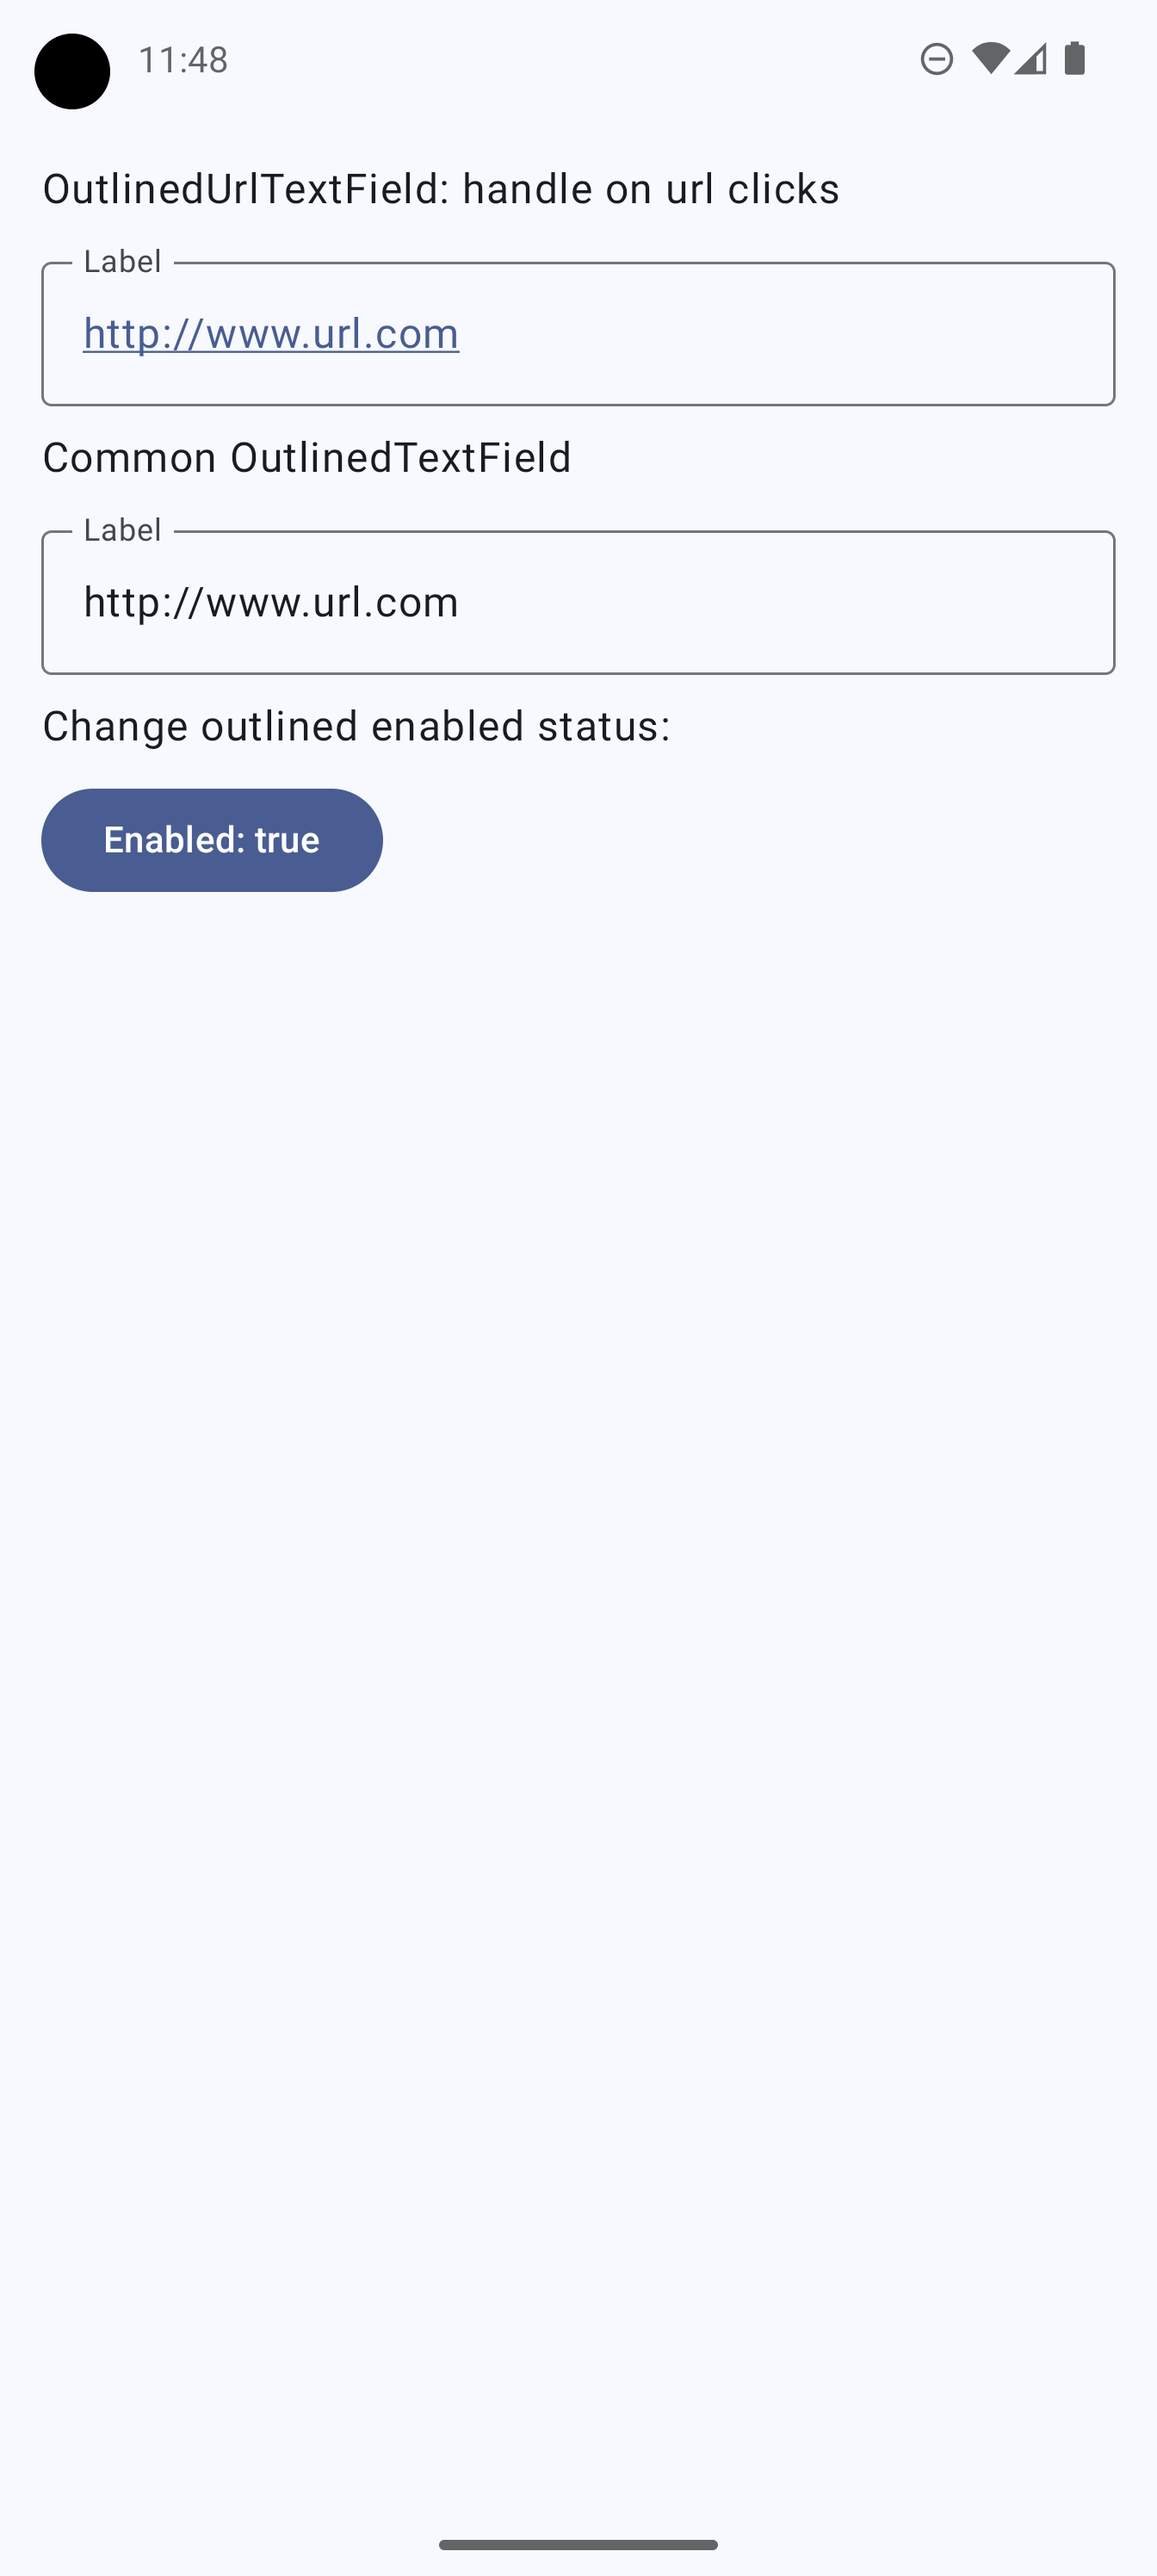 11:48
OutlinedUrlTextField: handle on url clicks
Label
http://www.url.com
Common OutlinedTextField
Label
http://www.url.com
Change outlined enabled status:
Enabled: true